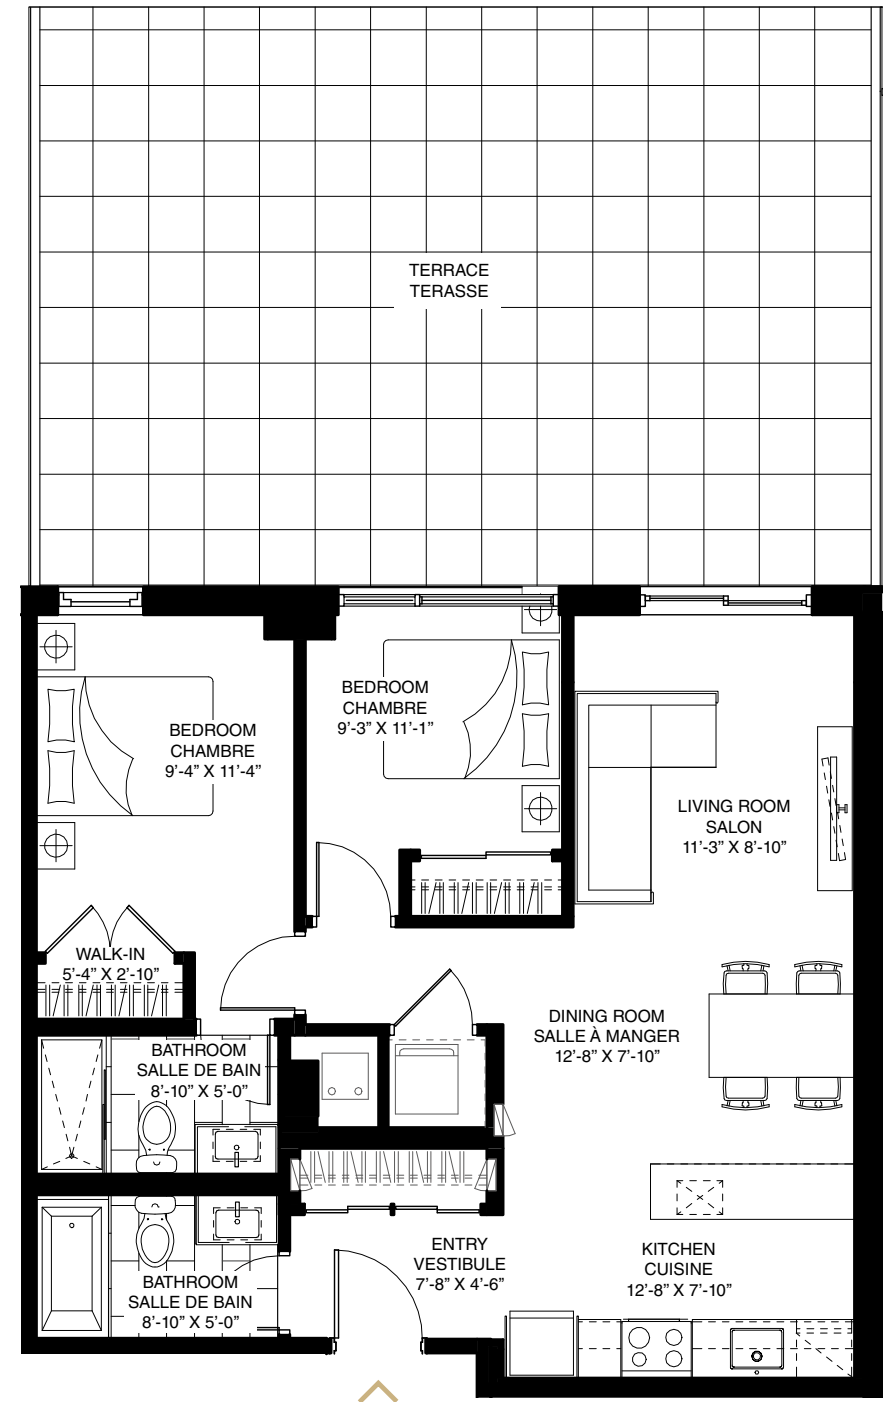 TERRACE
TERASSE
BEDROOM
CHAMBRE
9'-3” X 11'-1”
BEDROOM
CHAMBRE
9'-4” X 11'-4”
LIVING ROOM
SALON
11'-3” X 8'-10”
WALK-IN
5'-4” X 2'-10”
DINING ROOM
SALLE À MANGER
12'-8” X 7'-10”
BATHROOM
SALLE DE BAIN
8'-10” X 5'-0”
ENTRY
VESTIBULE
7'-8” X 4'-6”
KITCHEN
CUISINE
12'-8” X 7'-10”
BATHROOM
SALLE DE BAIN
8'-10” X 5'-0”